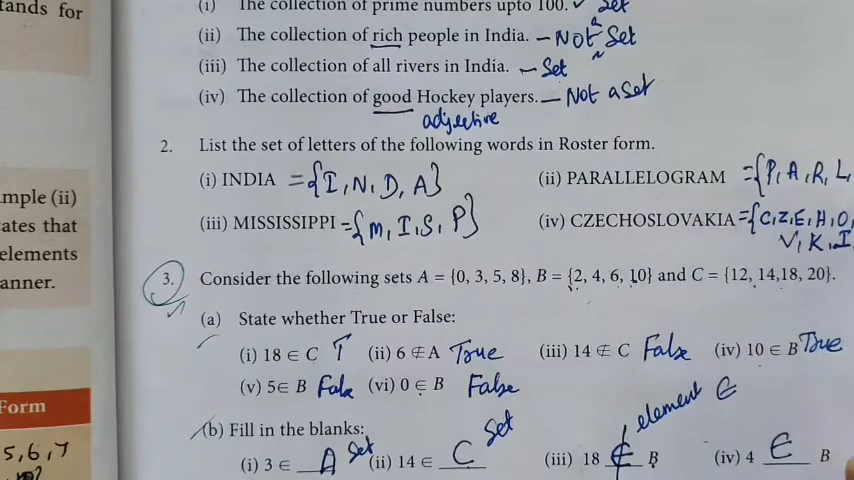 tands for
(i) The collection of prime numbers upto 100. ✓ Set
(ii) The collection of rich people in India. – Not a Set
(iii) The collection of all rivers in India. – Set
(iv) The collection of good Hockey players. – Not a Set
adjective
2. List the set of letters of the following words in Roster form.
(i) INDIA = {I, N, D, A} (ii) PARALLELOGRAM = {P, A, R, L,
(iii) MISSISSIPPI = {M, I, S, P} (iv) CZECHOSLOVAKIA = {C, Z, E, H, O,
V, K, I
mple (ii)
ates that
elements
anner.
3. Consider the following sets A = {0, 3, 5, 8}, B = {2, 4, 6, 10} and C = {12, 14,18, 20}.
(a) State whether True or False:
(i) 18 ∈ C T (ii) 6 ∉A True (iii) 14 ∉ C False (iv) 10 ∈ B True
(v) 5∈ B False (vi) 0 ∈ B False
element ∈
Form
5, 6, 7
(b) Fill in the blanks:
Set Set
(i) 3 ∈ A (ii) 14 ∈ C (iii) 18 ∉ B (iv) 4 ∈ B